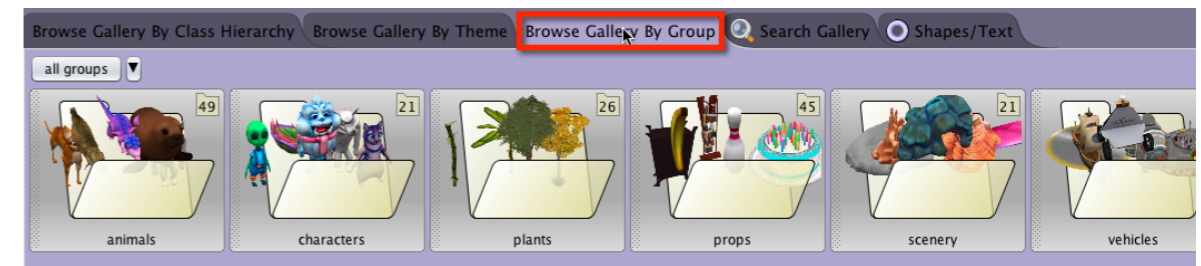 Browse Gallery By Class Hierarchy Browse Gallery By Theme Browse Gallery By Group Search Gallery Shapes/Text
all groups
49 21 26 45 21
animals characters plants props scenery vehicles